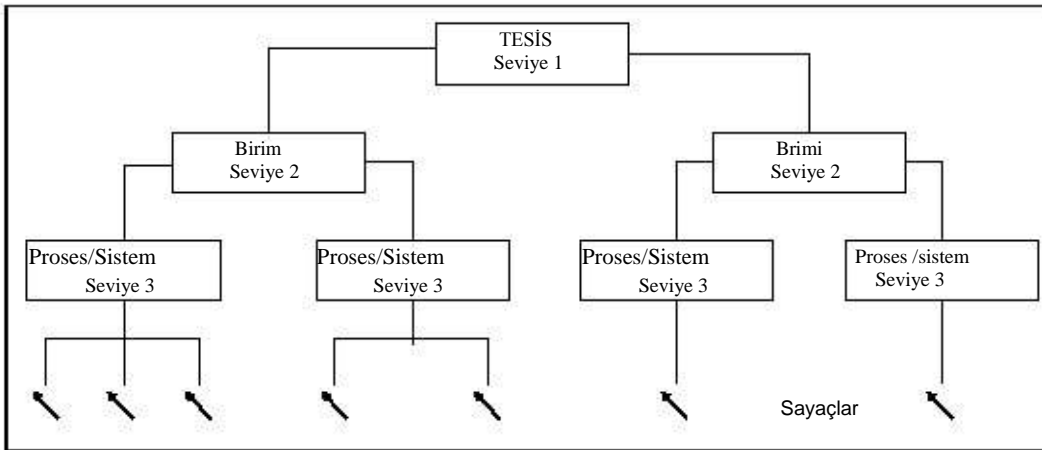 TESİS
Seviye 1
Birim
Seviye 2
Brimi
Seviye 2
Proses/Sistem
Seviye 3
Proses/Sistem
Seviye 3
Proses/Sistem
Seviye 3
Proses /sistem
Seviye 3
Sayaçlar